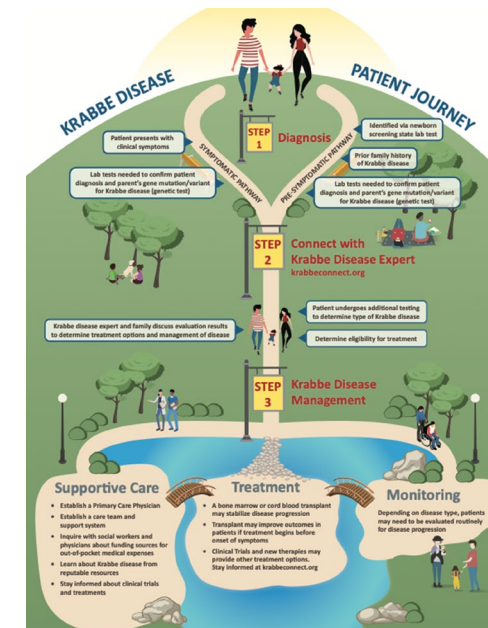 KRABBE DISEASE
PATIENT JOURNEY
STEP
1
Diagnosis
Patient presents with
clinical symptoms
Lab tests needed to confirm patient
diagnosis and parent's gene mutation/variant
for Krabbe disease (genetic test)
SYMPTOMATIC PATHWAY
PRE-SYMPTOMATIC PATHWAY
Identified via newborn
screening state lab test
Prior family history
of Krabbe disease
Lab tests needed to confirm patient
diagnosis and parent's gene mutation/variant
for Krabbe disease (genetic test)
STEP
2
Connect with
Krabbe Disease Expert
krabbeconnect.org
Krabbe disease expert and family discuss evaluation results
to determine treatment options and management of disease
Patient undergoes additional testing
to determine type of Krabbe disease
Determine eligibility for treatment
STEP
3
Krabbe Disease
Management
Supportive Care
• Establish a Primary Care Physician
• Establish a care team and
support system
• Inquire with social workers and
physicians about funding sources for
out-of-pocket medical expenses
• Learn about Krabbe disease from
reputable resources
• Stay informed about clinical trials
and treatments
Treatment
• A bone marrow or cord blood transplant
may stabilize disease progression
• Transplant may improve outcomes in
patients if treatment begins before
onset of symptoms
• Clinical Trials and new therapies may
provide other treatment options.
Stay informed at krabbeconnect.org
Monitoring
Depending on disease type, patients
may need to be evaluated routinely
for disease progression